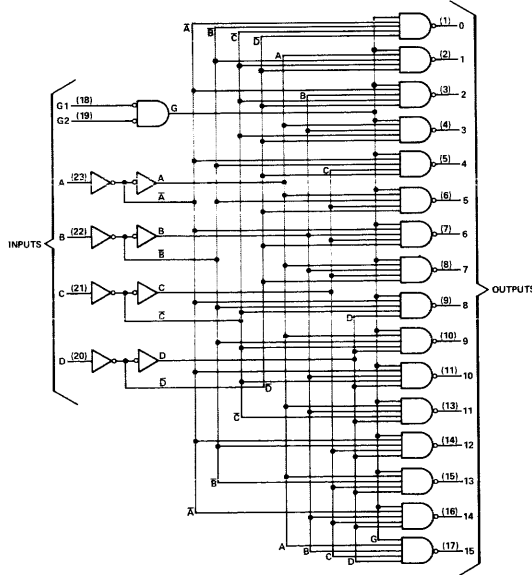 A̅
B̅
C̅
D̅
(1) 0
A
(2) 1
G1 (18)
G2 (19)
G
B
(3) 2
(4) 3
C
(5) 4
A (23)
A
A̅
(6) 5
B (22)
B
B̅
(7) 6
INPUTS
(8) 7
OUTPUTS
C (21)
C
C̅
(9) 8
D
(10) 9
D (20)
D
D̅
D̅
(11) 10
C̅
(13) 11
(14) 12
B̅
(15) 13
A̅
(16) 14
G
A
B
C
D
(17) 15